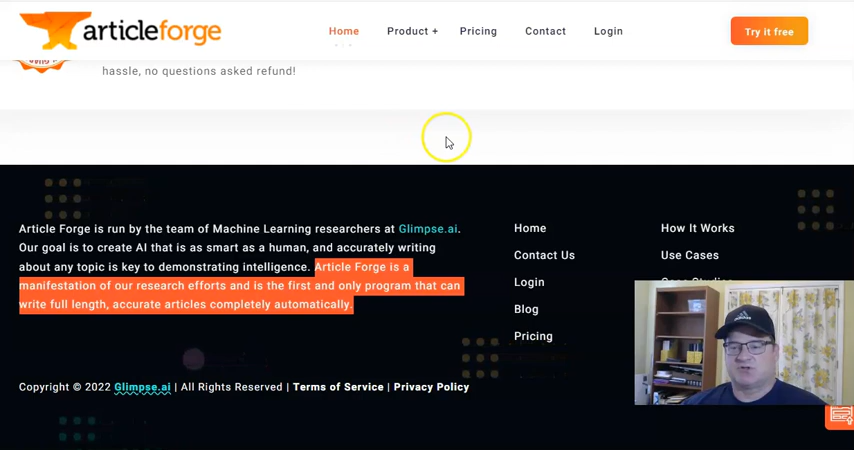 articleforge
Home
Product +
Pricing
Contact
Login
Try it free
hassle, no questions asked refund!
Article Forge is run by the team of Machine Learning researchers at Glimpse.ai.
Our goal is to create AI that is as smart as a human, and accurately writing
about any topic is key to demonstrating intelligence. Article Forge is a
manifestation of our research efforts and is the first and only program that can
write full length, accurate articles completely automatically.
Home
Contact Us
Login
Blog
Pricing
How It Works
Use Cases
Case Studies
Copyright © 2022 Glimpse.ai | All Rights Reserved | Terms of Service | Privacy Policy